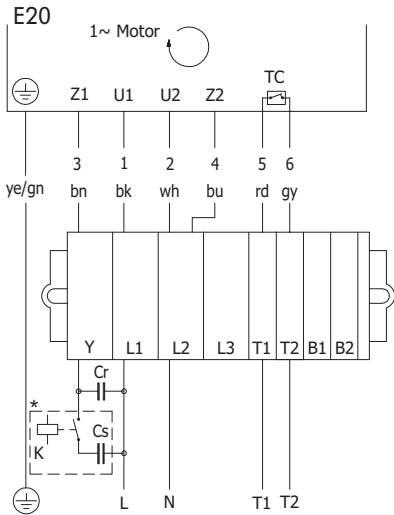 E20
1~ Motor
TC
Z1 U1 U2 Z2
3 1 2 4 5 6
ye/gn bn bk wh bu rd gy
Y L1 L2 L3 T1 T2 B1 B2
Cr
*
Cs
K
L N T1 T2